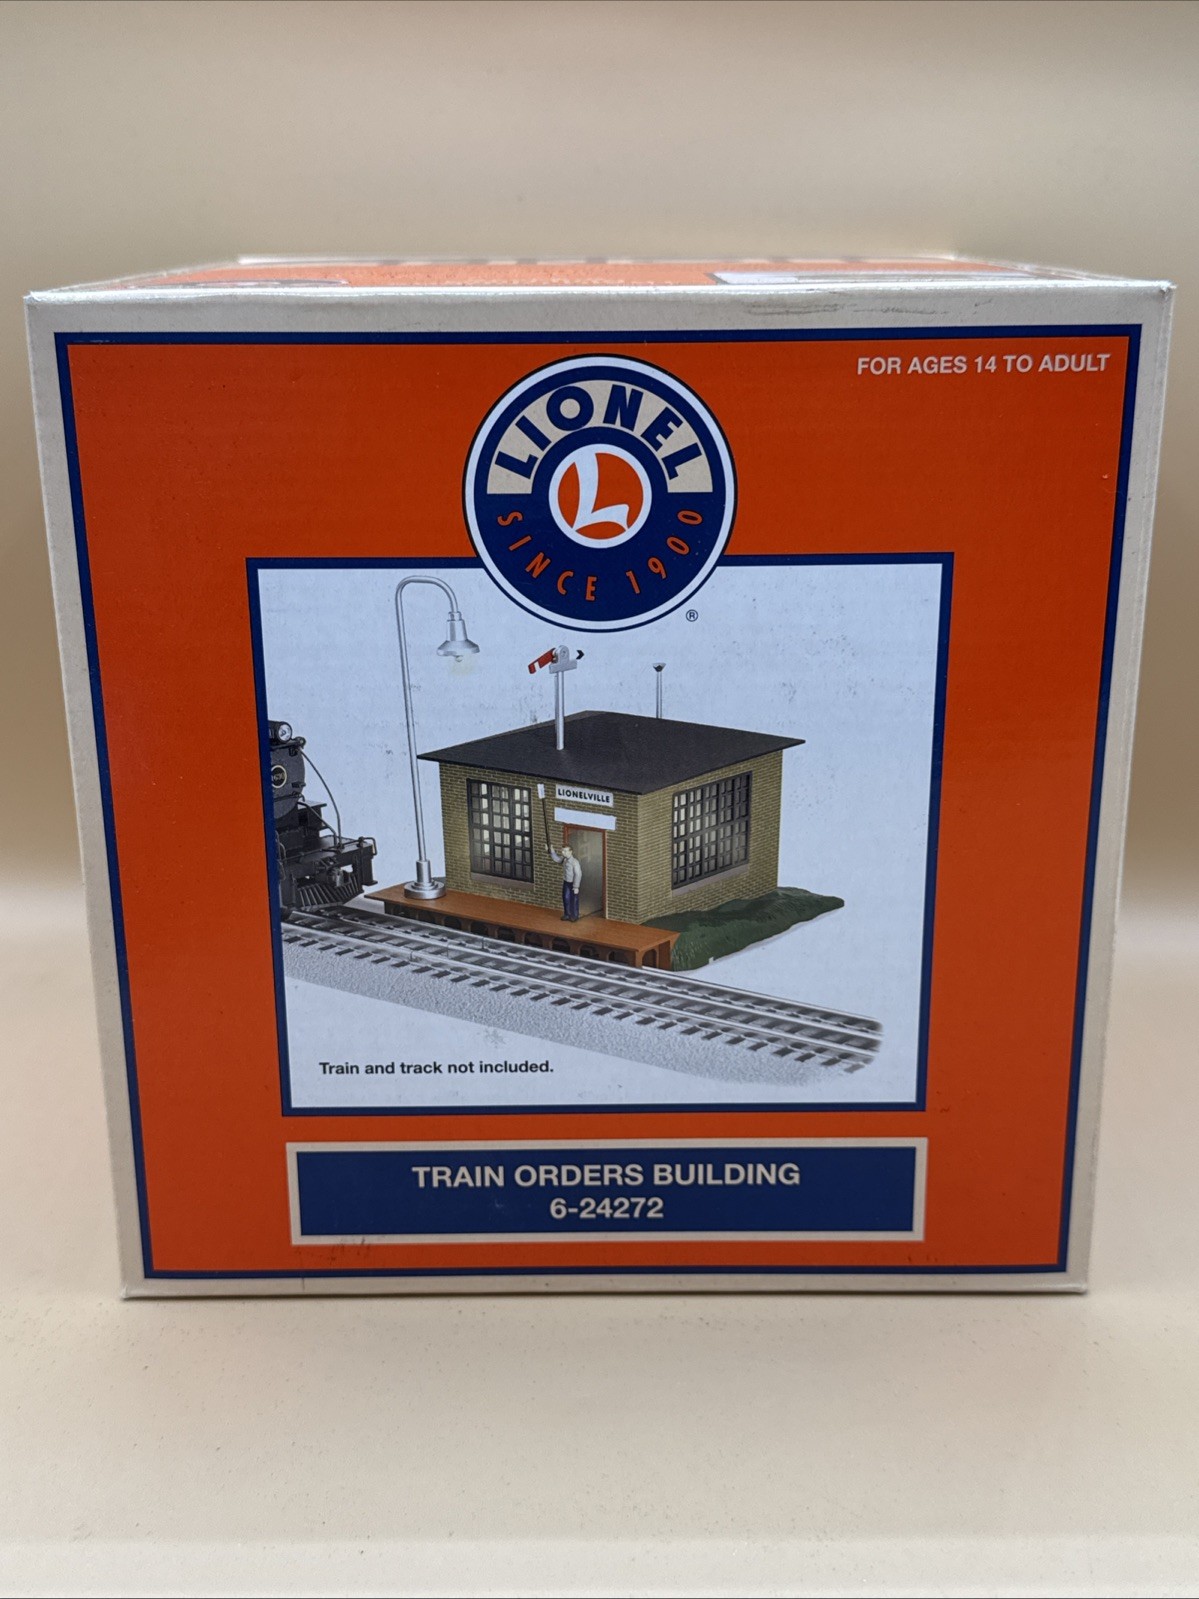 FOR AGES 14 TO ADULT
LIONEL
L
SINCE 1900
®
LIONELVILLE
Train and track not included.
TRAIN ORDERS BUILDING
6-24272